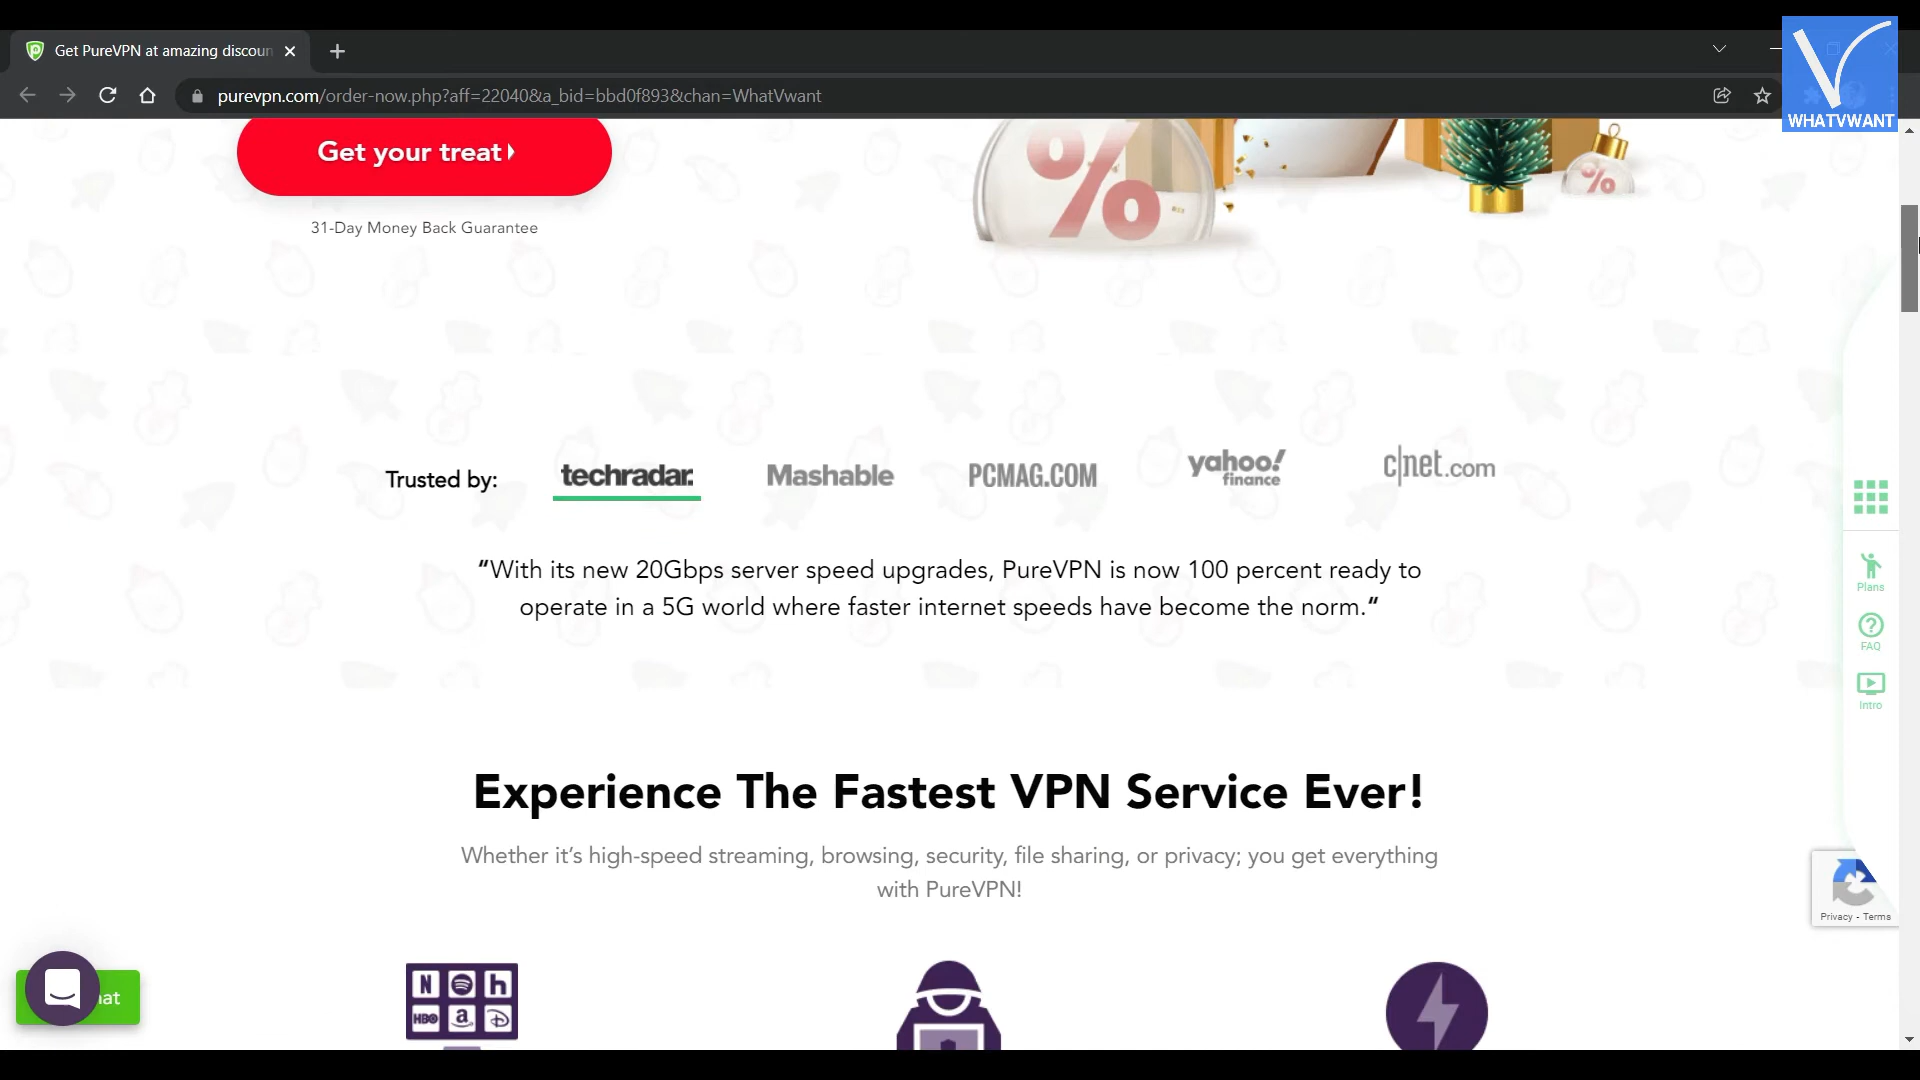 Get PureVPN at amazing discoun
WHATVWANT
purevpn.com/order-now.php?aff=22040&a_bid=bbd0f893&chan=WhatVwant
Get your treat
31-Day Money Back Guarantee
%
%
Trusted by:
techradar.
Mashable
PCMAG.COM
yahoo!
finance
c|net.com
“With its new 20Gbps server speed upgrades, PureVPN is now 100 percent ready to
operate in a 5G world where faster internet speeds have become the norm.“
Plans
FAQ
Intro
Experience The Fastest VPN Service Ever!
Whether it’s high-speed streaming, browsing, security, file sharing, or privacy; you get everything
with PureVPN!
Privacy - Terms
N
h
HBO
a
D
hat